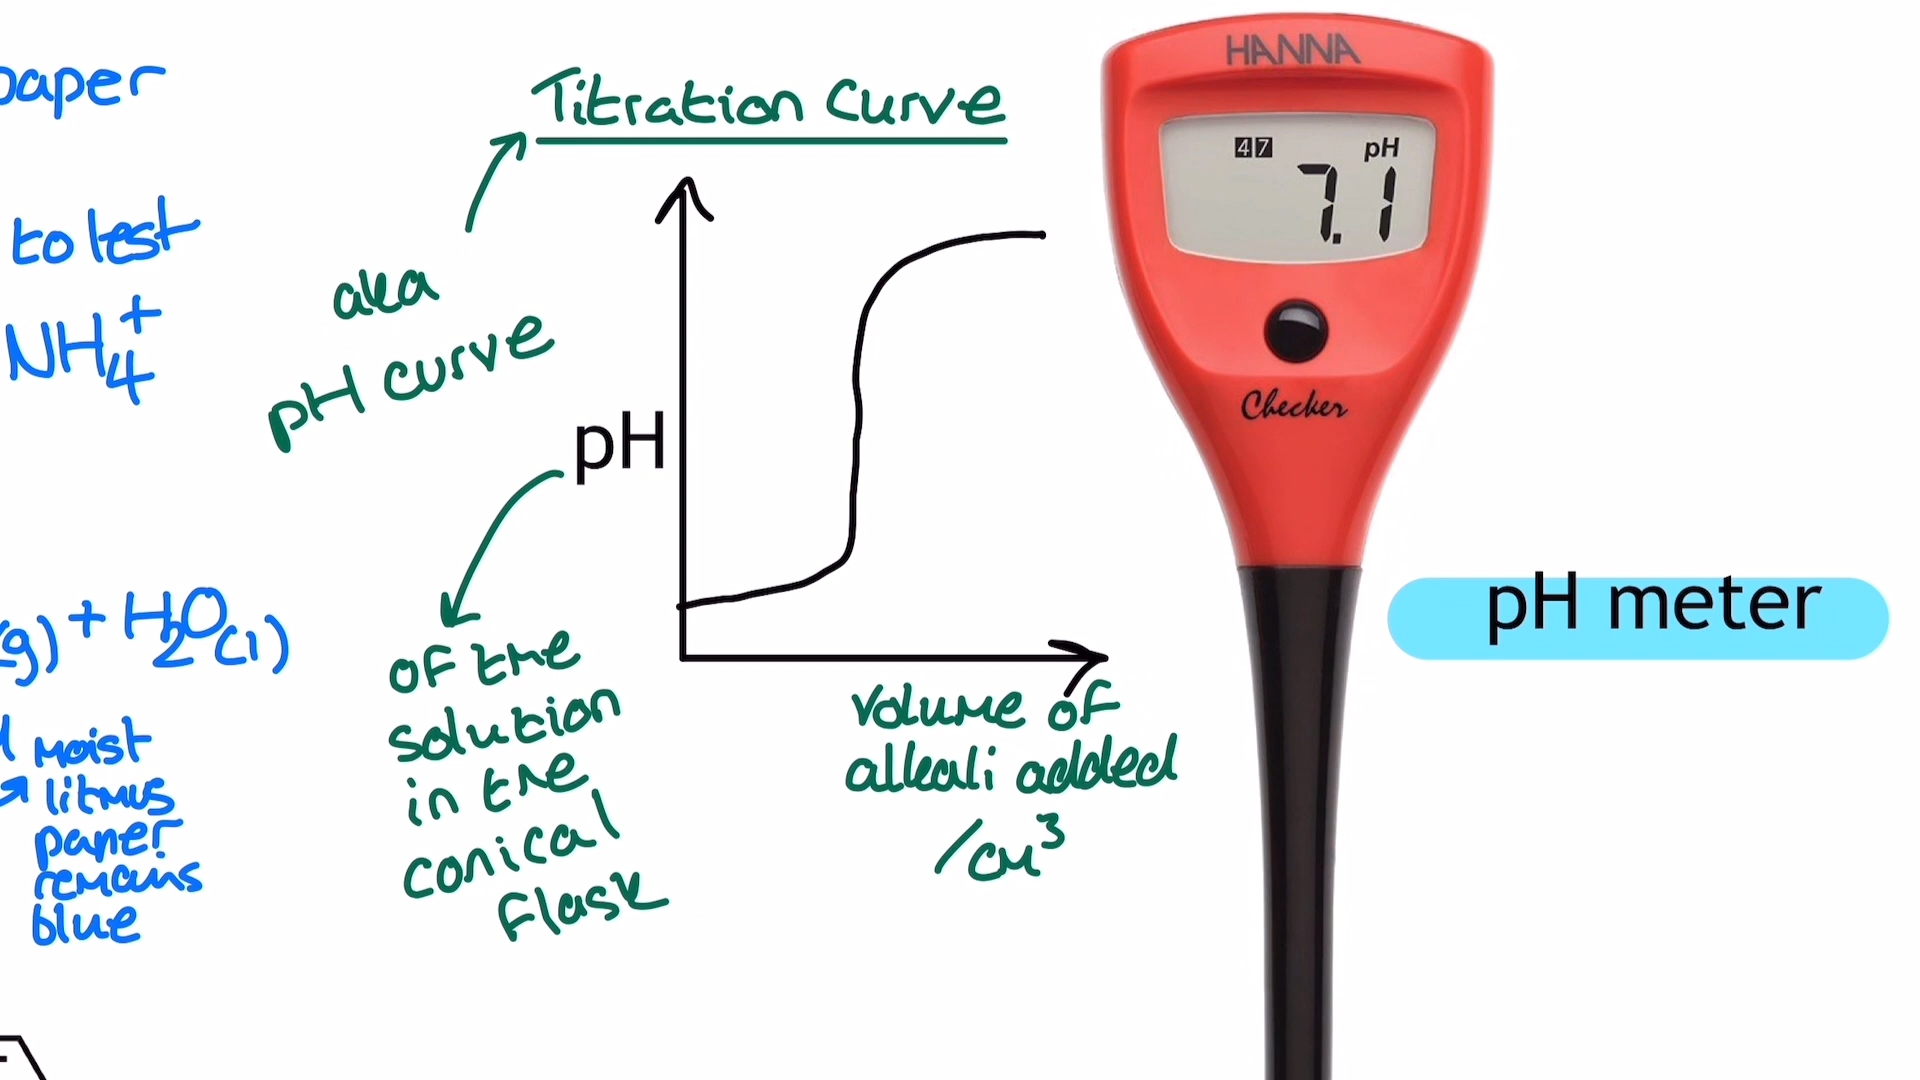 paper
to test
NH4+
(g) + H2O(l)
moist
litmus
paper
remains
blue
Titration Curve
aka
pH curve
pH
of the
solution
in the
conical
flask
volume of
alkali added
/cm³
HANNA
47 pH
7.1
Checker
pH meter